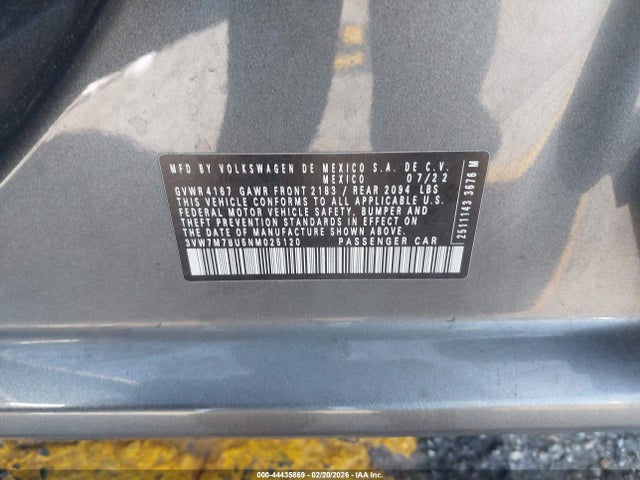 MFD BY VOLKSWAGEN DE MEXICO S.A. DE C.V.
MEXICO 07/22
GVWR 4167 GAWR FRONT 2183 / REAR 2094 LBS
THIS VEHICLE CONFORMS TO ALL APPLICABLE U.S.
FEDERAL MOTOR VEHICLE SAFETY, BUMPER AND
THEFT PREVENTION STANDARDS IN EFFECT ON THE
DATE OF MANUFACTURE SHOWN ABOVE.
3VW7M7BU5NM025120 PASSENGER CAR
2511143 3676 M
000-44435869 - 02/20/2026 - IAA Inc.